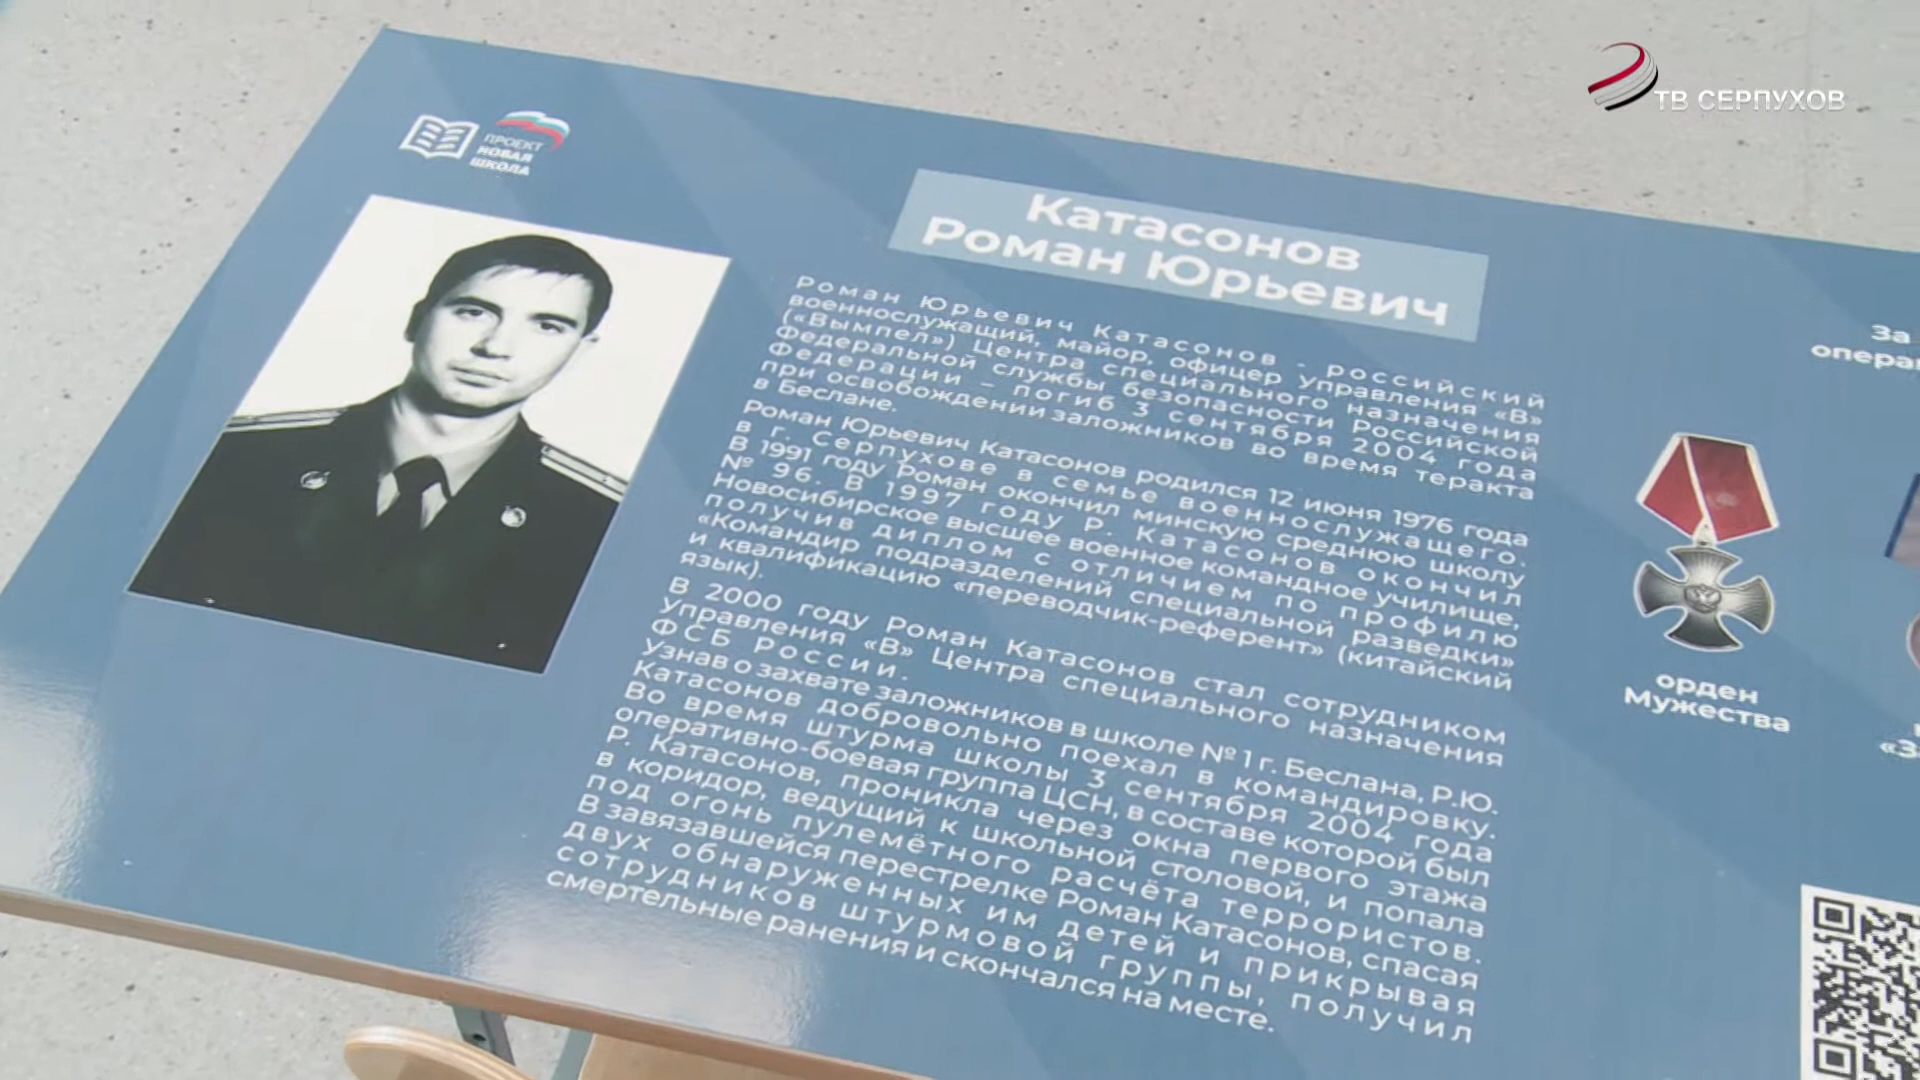 ТВ СЕРПУХОВ
ПРОЕКТ
НОВАЯ
ШКОЛА
Катасонов
Роман Юрьевич
Роман Юрьевич Катасонов - российский
военнослужащий, майор, офицер управления «В»
(«Вымпел») Центра специального назначения
Федеральной службы безопасности Российской
Федерации – погиб 3 сентября 2004 года
при освобождении заложников во время теракта
в Беслане.
Роман Юрьевич Катасонов родился 12 июня 1976 года
в г. Серпухове в семье военнослужащего.
В 1991 году Роман окончил минскую среднюю школу
№ 96. В 1997 году Р. Катасонов окончил
Новосибирское высшее военное командное училище,
получив диплом с отличием по профилю
«Командир подразделений специальной разведки»
и квалификацию «переводчик-референт» (китайский
язык).
В 2000 году Роман Катасонов стал сотрудником
Управления «В» Центра специального назначения
ФСБ России.
Узнав о захвате заложников в школе № 1 г. Беслана, Р.Ю.
Катасонов добровольно поехал в командировку.
Во время штурма школы 3 сентября 2004 года
оперативно-боевая группа ЦСН, в составе которой был
Р. Катасонов, проникла через окна первого этажа
в коридор, ведущий к школьной столовой, и попала
под огонь пулемётного расчёта террористов.
В завязавшейся перестрелке Роман Катасонов, спасая
двух обнаруженных им детей и прикрывая
сотрудников штурмовой группы, получил
смертельные ранения и скончался на месте.
За
опера
орден
Мужества